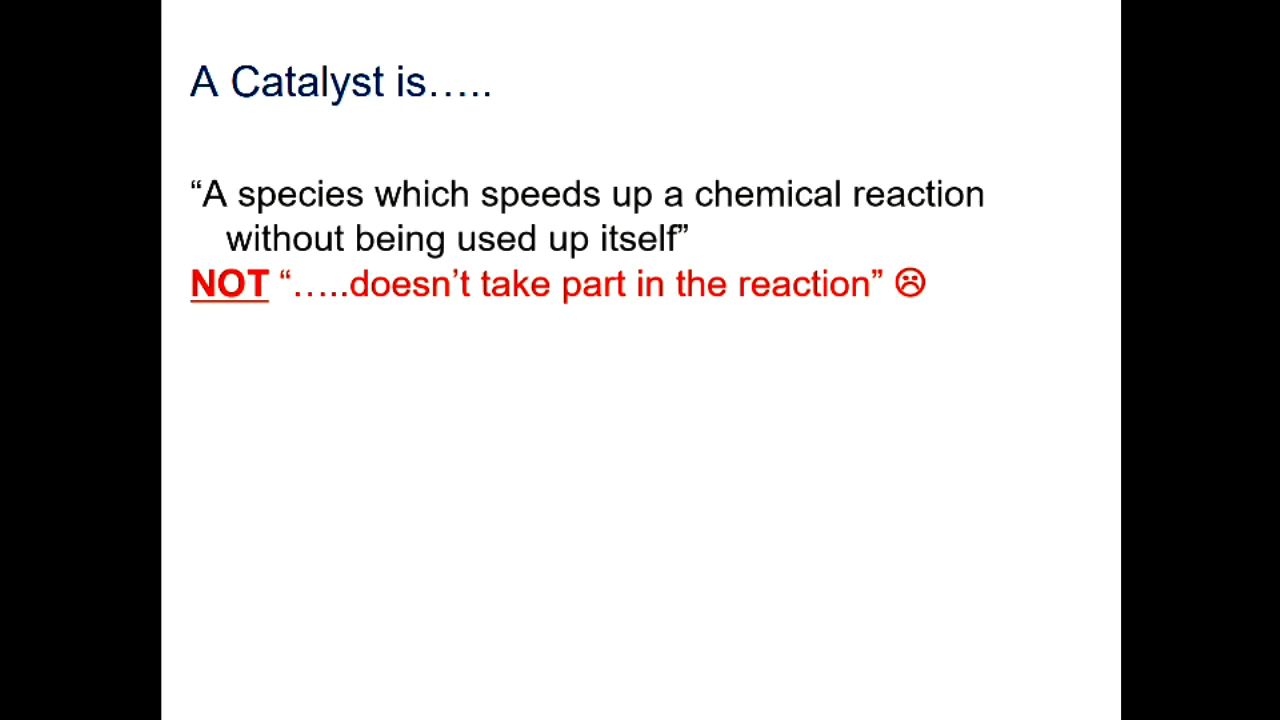 A Catalyst is…..
“A species which speeds up a chemical reaction
without being used up itself”
NOT “…..doesn’t take part in the reaction” ☹